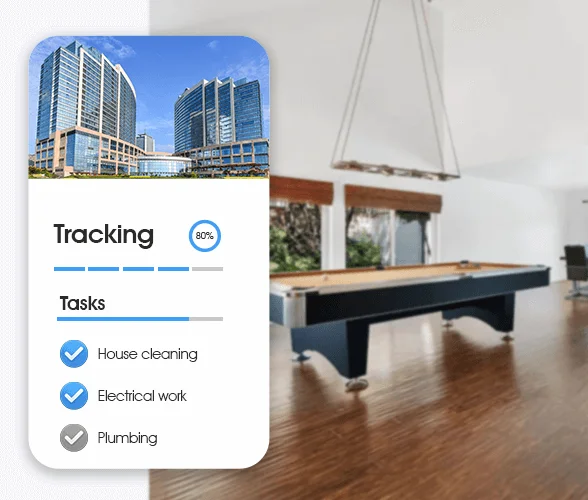 Tracking
80%
Tasks
House cleaning
Electrical work
Plumbing